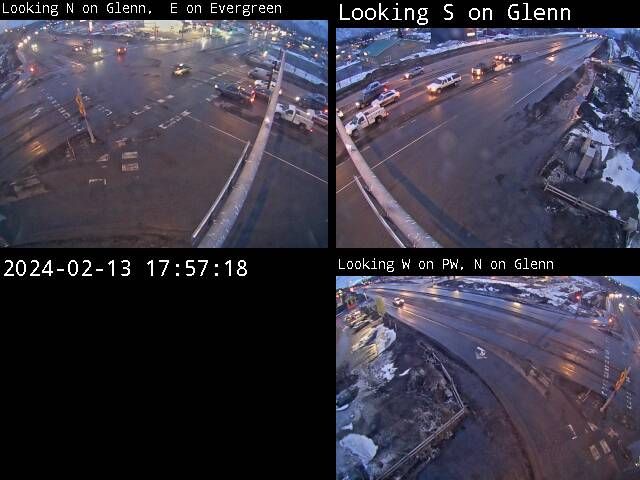 Looking N on Glenn,  E on Evergreen
Looking S on Glenn
2024-02-13 17:57:18
Looking W on PW, N on Glenn